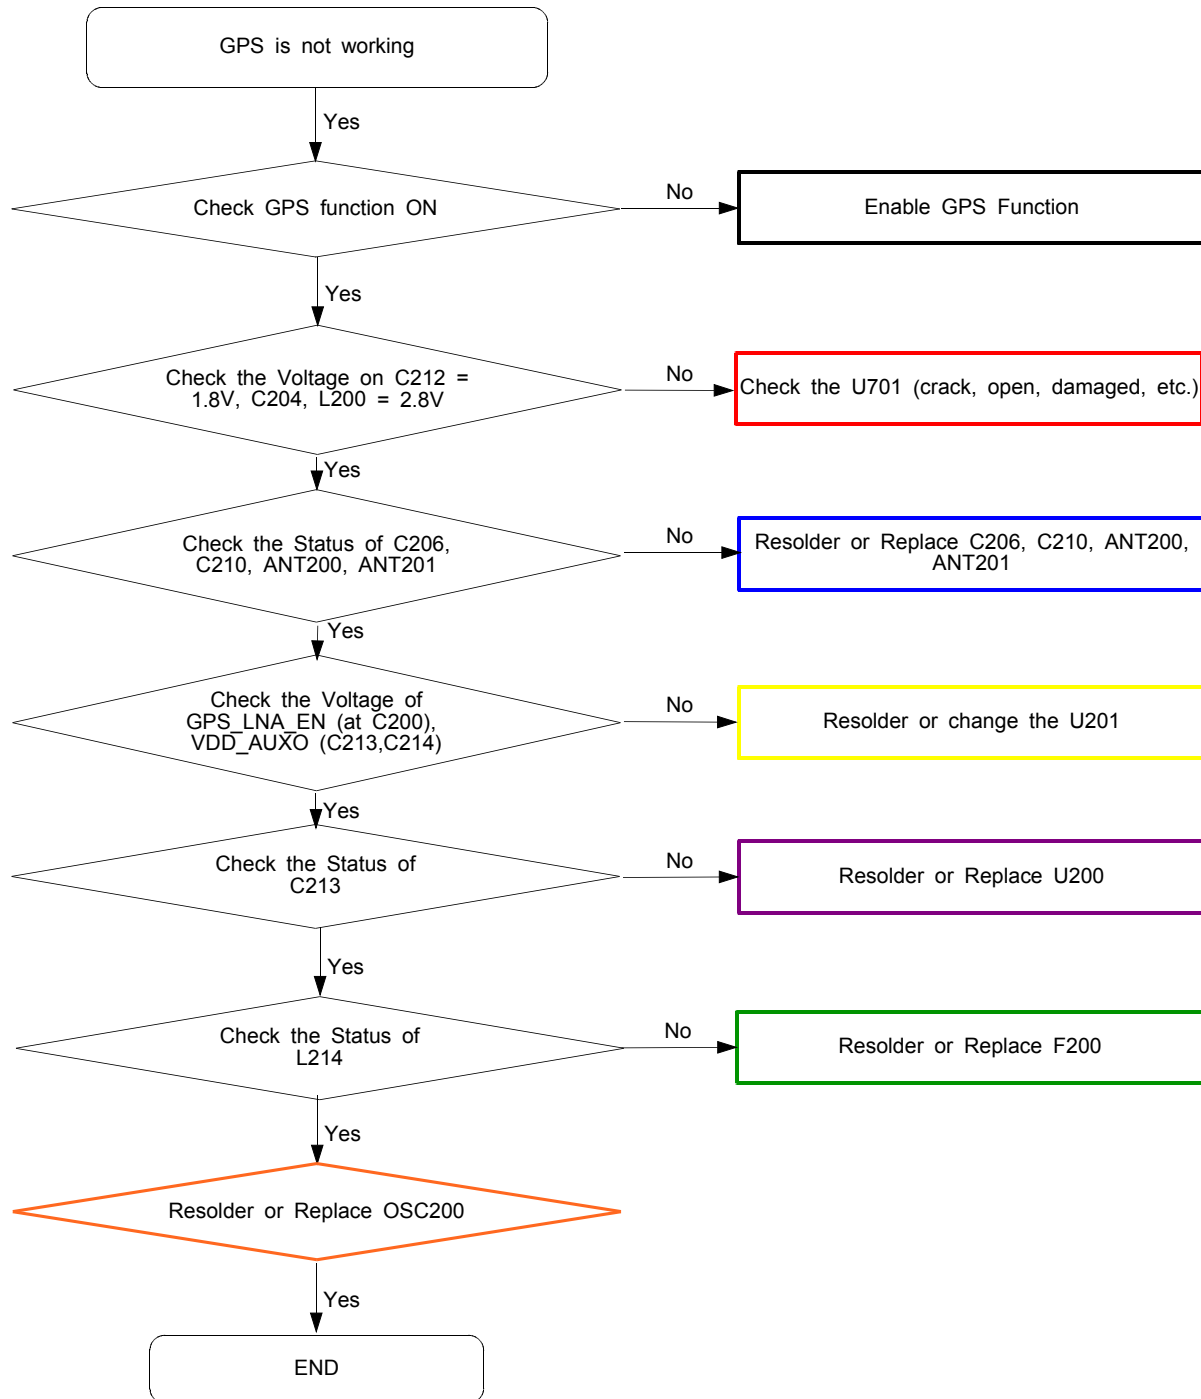 GPS is not working
Yes
Check GPS function ON
No
Enable GPS Function
Yes
Check the Voltage on C212 =
1.8V, C204, L200 = 2.8V
No
Check the U701 (crack, open, damaged, etc.)
Yes
Check the Status of C206,
C210, ANT200, ANT201
No
Resolder or Replace C206, C210, ANT200,
ANT201
Yes
Check the Voltage of
GPS_LNA_EN (at C200),
VDD_AUXO (C213,C214)
No
Resolder or change the U201
Yes
Check the Status of
C213
No
Resolder or Replace U200
Yes
Check the Status of
L214
No
Resolder or Replace F200
Yes
Resolder or Replace OSC200
Yes
END